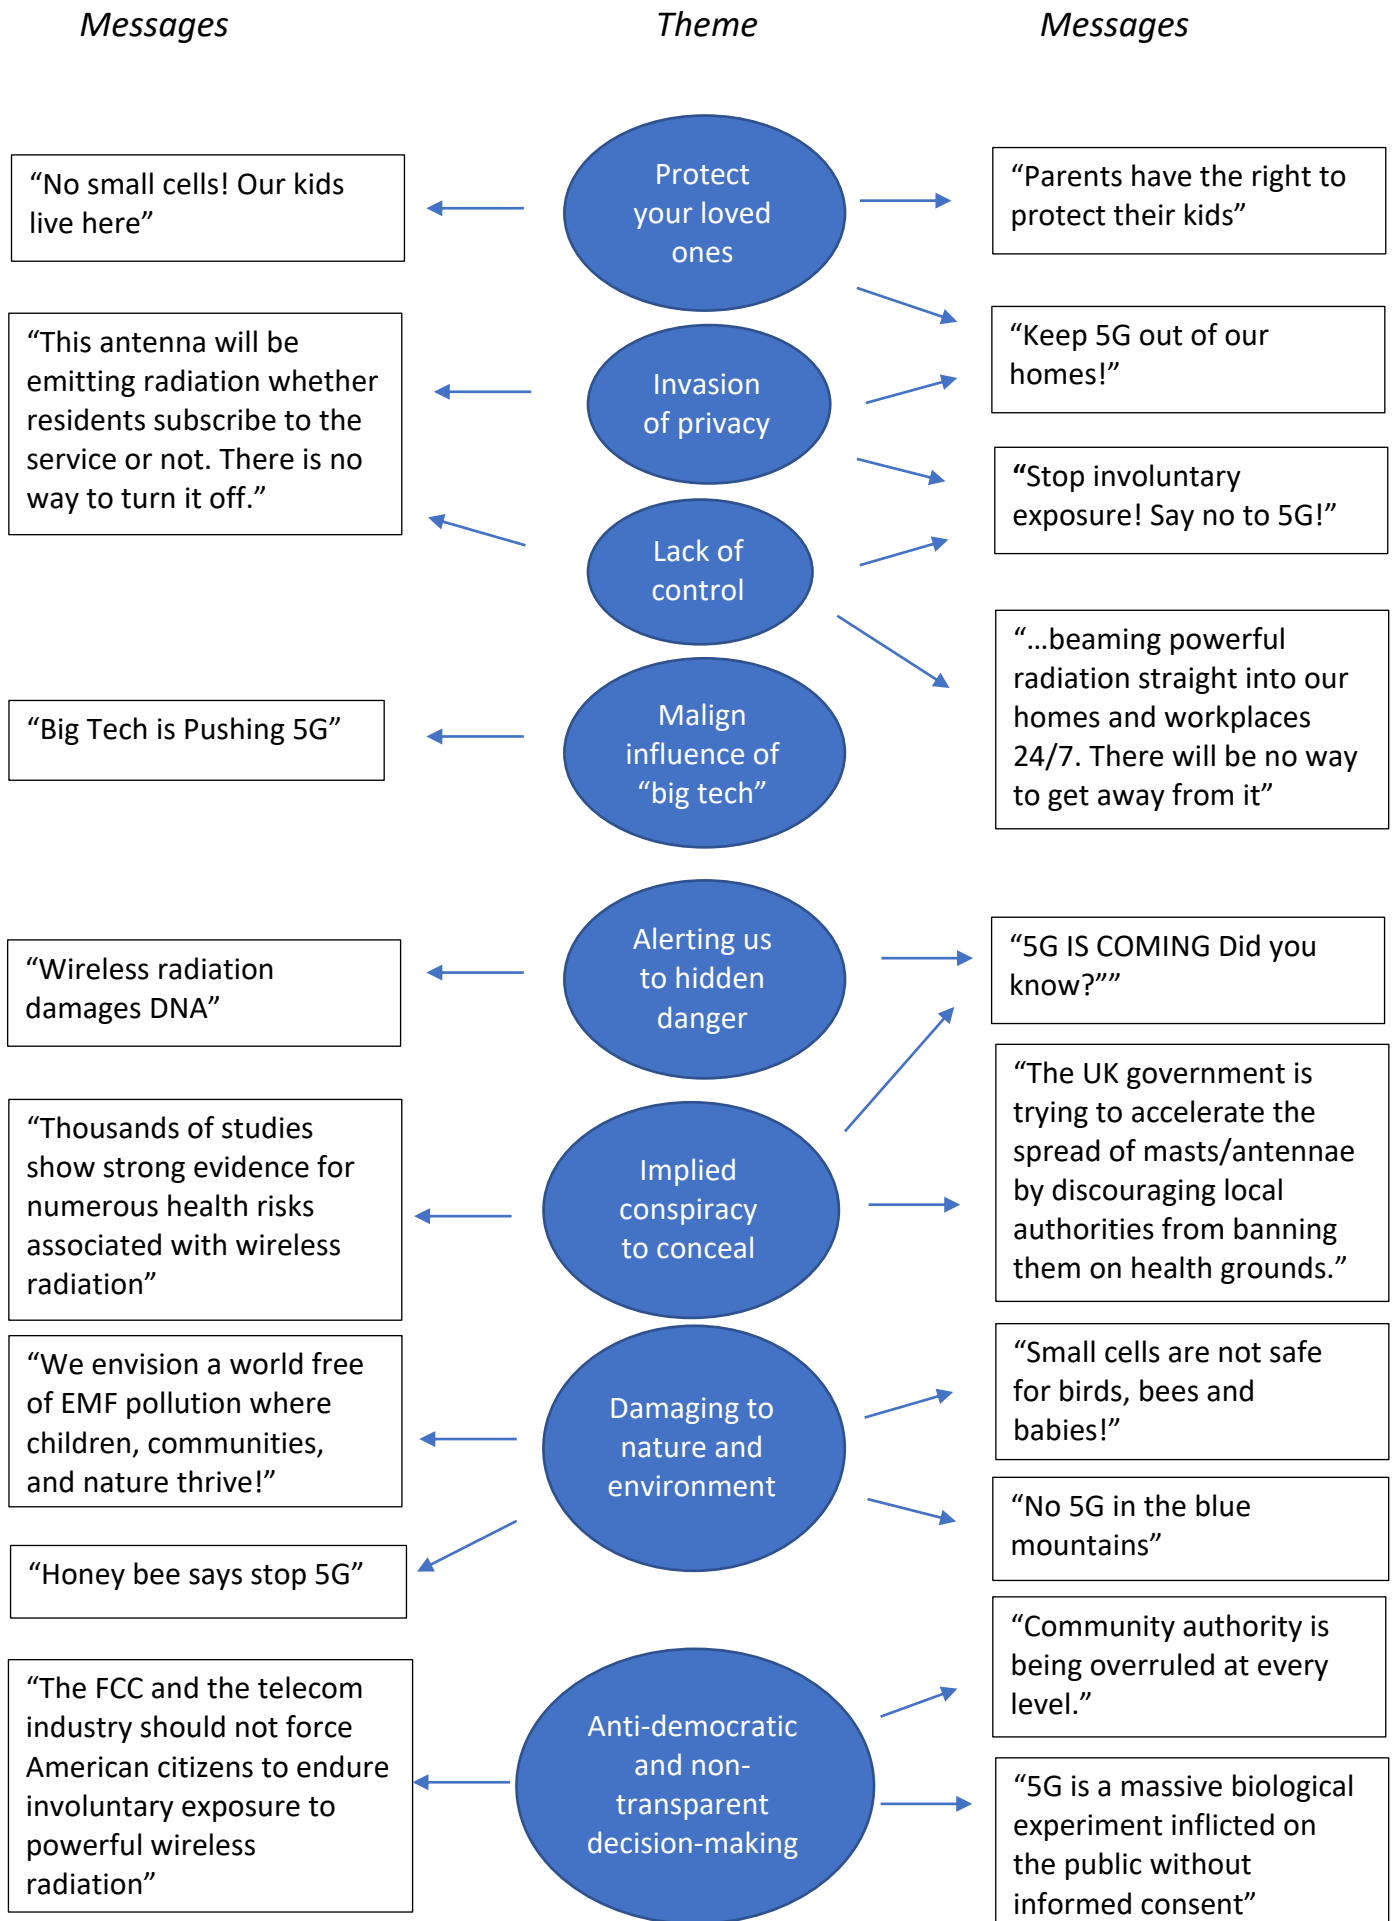 Messages
Theme
Messages
Protect
your loved
ones
“No small cells! Our kids
live here”
“Parents have the right to
protect their kids”
“This antenna will be
emitting radiation whether
residents subscribe to the
service or not. There is no
way to turn it off.”
Invasion
of privacy
“Keep 5G out of our
homes!”
“Stop involuntary
exposure! Say no to 5G!”
Lack of
control
“…beaming powerful
radiation straight into our
homes and workplaces
24/7. There will be no way
to get away from it”
“Big Tech is Pushing 5G”
Malign
influence of
“big tech”
“Wireless radiation
damages DNA”
Alerting us
to hidden
danger
“5G IS COMING Did you
know?””
“Thousands of studies
show strong evidence for
numerous health risks
associated with wireless
radiation”
Implied
conspiracy
to conceal
“The UK government is
trying to accelerate the
spread of masts/antennae
by discouraging local
authorities from banning
them on health grounds.”
“We envision a world free
of EMF pollution where
children, communities,
and nature thrive!”
Damaging to
nature and
environment
“Small cells are not safe
for birds, bees and
babies!”
“No 5G in the blue
mountains”
“Honey bee says stop 5G”
“The FCC and the telecom
industry should not force
American citizens to endure
involuntary exposure to
powerful wireless
radiation”
Anti-democratic
and non-
transparent
decision-making
“Community authority is
being overruled at every
level.”
“5G is a massive biological
experiment inflicted on
the public without
informed consent”